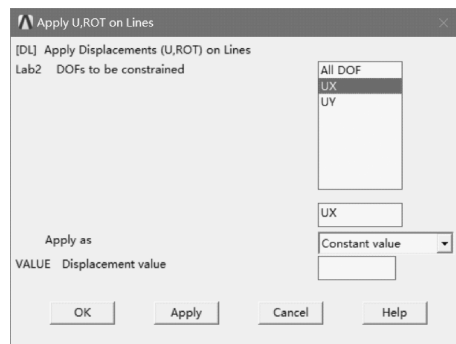 Apply U,ROT on Lines
[DL] Apply Displacements (U,ROT) on Lines
Lab2 DOFs to be constrained
All DOF
UX
UY
UX
Apply as
Constant value
VALUE Displacement value
OK Apply Cancel Help